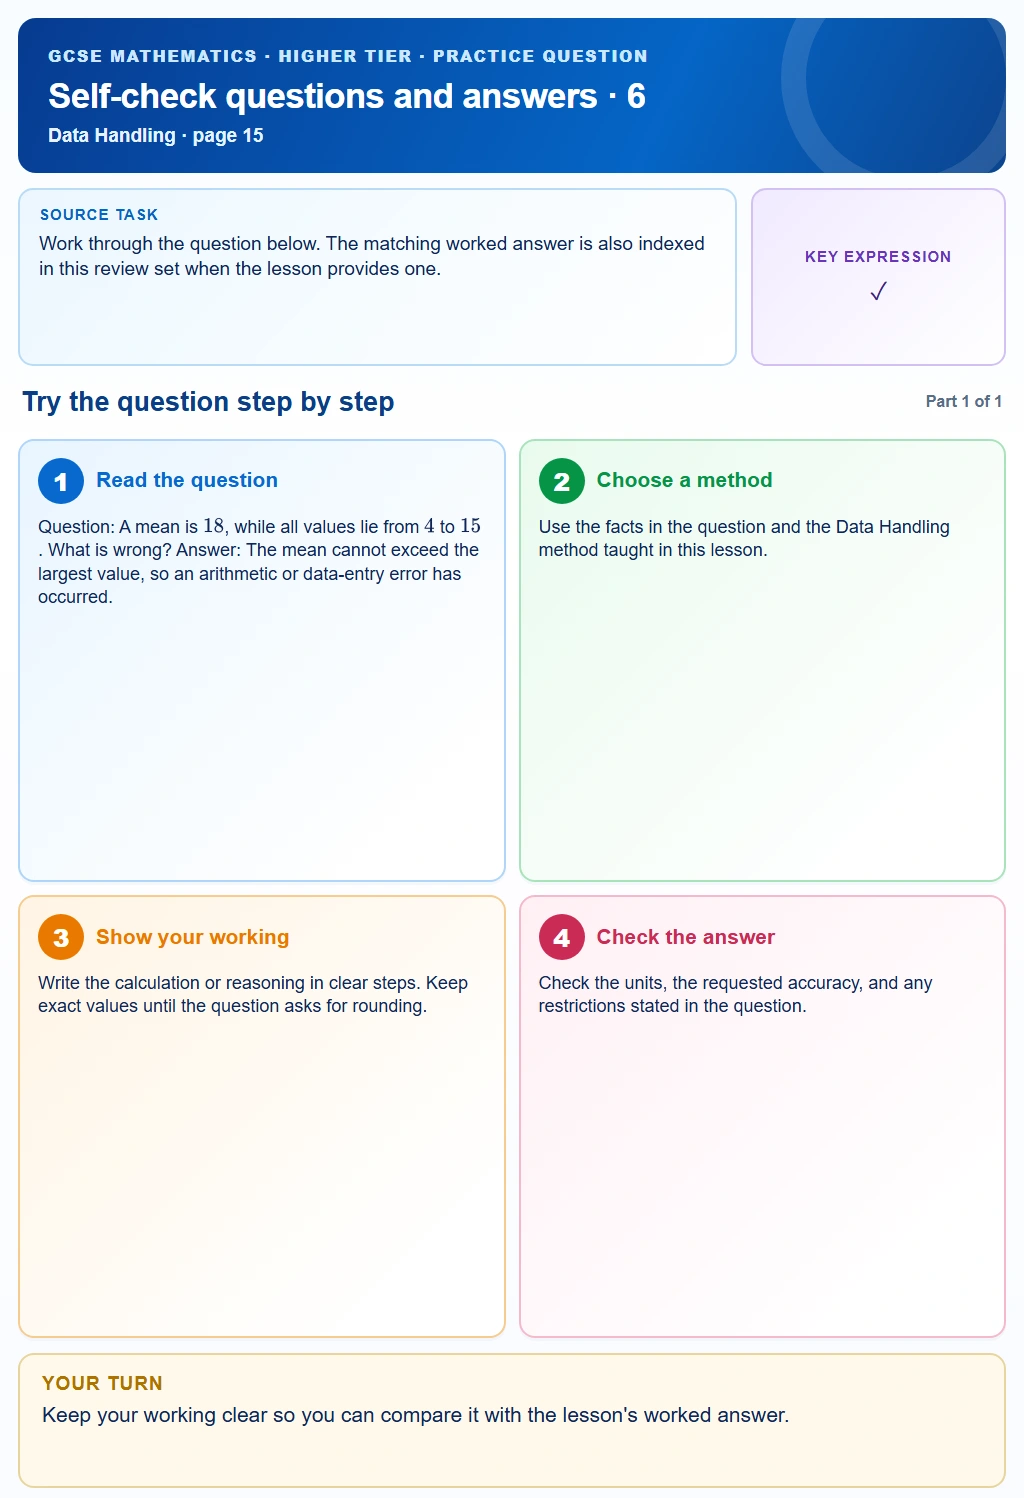 GCSE MATHEMATICS · HIGHER TIER · PRACTICE QUESTION
Self-check questions and answers · 6
Data Handling · page 15
SOURCE TASK
Work through the question below. The matching worked answer is also indexed
in this review set when the lesson provides one.
KEY EXPRESSION
✓
Try the question step by step
Part 1 of 1
1 Read the question
Question: A mean is 18, while all values lie from 4 to 15
. What is wrong? Answer: The mean cannot exceed the
largest value, so an arithmetic or data-entry error has
occurred.
2 Choose a method
Use the facts in the question and the Data Handling
method taught in this lesson.
3 Show your working
Write the calculation or reasoning in clear steps. Keep
exact values until the question asks for rounding.
4 Check the answer
Check the units, the requested accuracy, and any
restrictions stated in the question.
YOUR TURN
Keep your working clear so you can compare it with the lesson's worked answer.